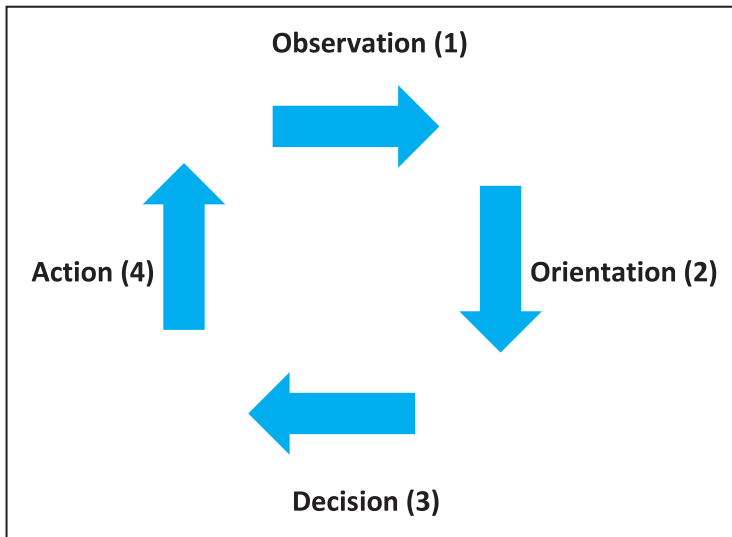 Observation (1)
Action (4)
Orientation (2)
Decision (3)